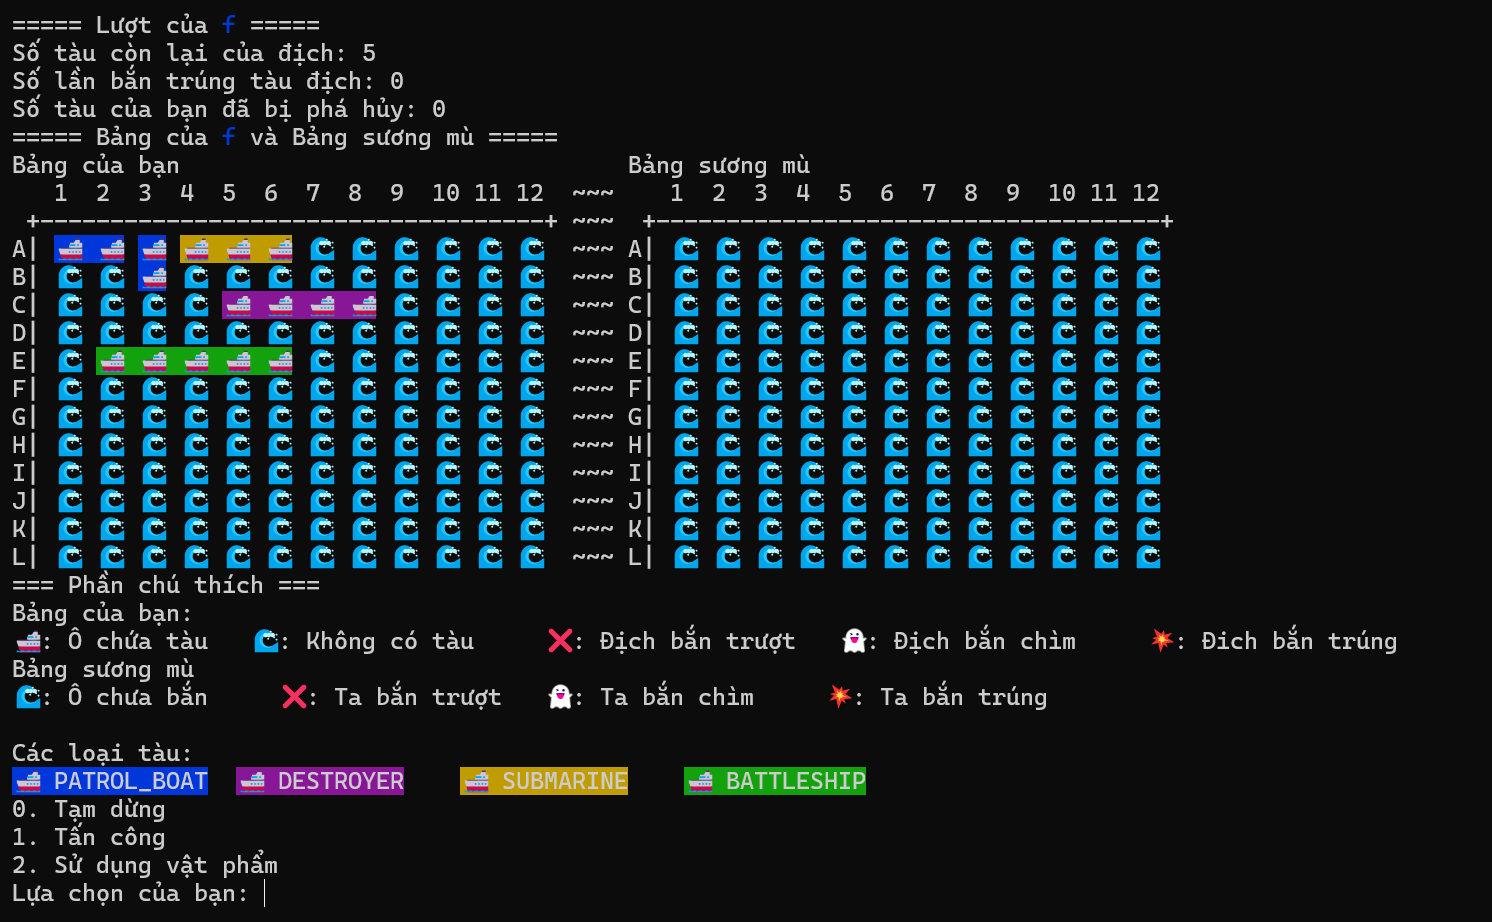 ===== Lượt của f =====
Số tàu còn lại của địch: 5
Số lần bắn trúng tàu địch: 0
Số tàu của bạn đã bị phá hủy: 0
===== Bảng của f và Bảng sương mù =====
Bảng của bạn Bảng sương mù
1 2 3 4 5 6 7 8 9 10 11 12 ~~~ 1 2 3 4 5 6 7 8 9 10 11 12
+------------------------------------+ ~~~ +------------------------------------+
A| ~~~ A|
B| ~~~ B|
C| ~~~ C|
D| ~~~ D|
E| ~~~ E|
F| ~~~ F|
G| ~~~ G|
H| ~~~ H|
I| ~~~ I|
J| ~~~ J|
K| ~~~ K|
L| ~~~ L|
=== Phần chú thích ===
Bảng của bạn:
: Ô chứa tàu : Không có tàu : Địch bắn trượt : Địch bắn chìm : Đich bắn trúng
Bảng sương mù
: Ô chưa bắn : Ta bắn trượt : Ta bắn chìm : Ta bắn trúng
Các loại tàu:
PATROL_BOAT DESTROYER SUBMARINE BATTLESHIP
0. Tạm dừng
1. Tấn công
2. Sử dụng vật phẩm
Lựa chọn của bạn: